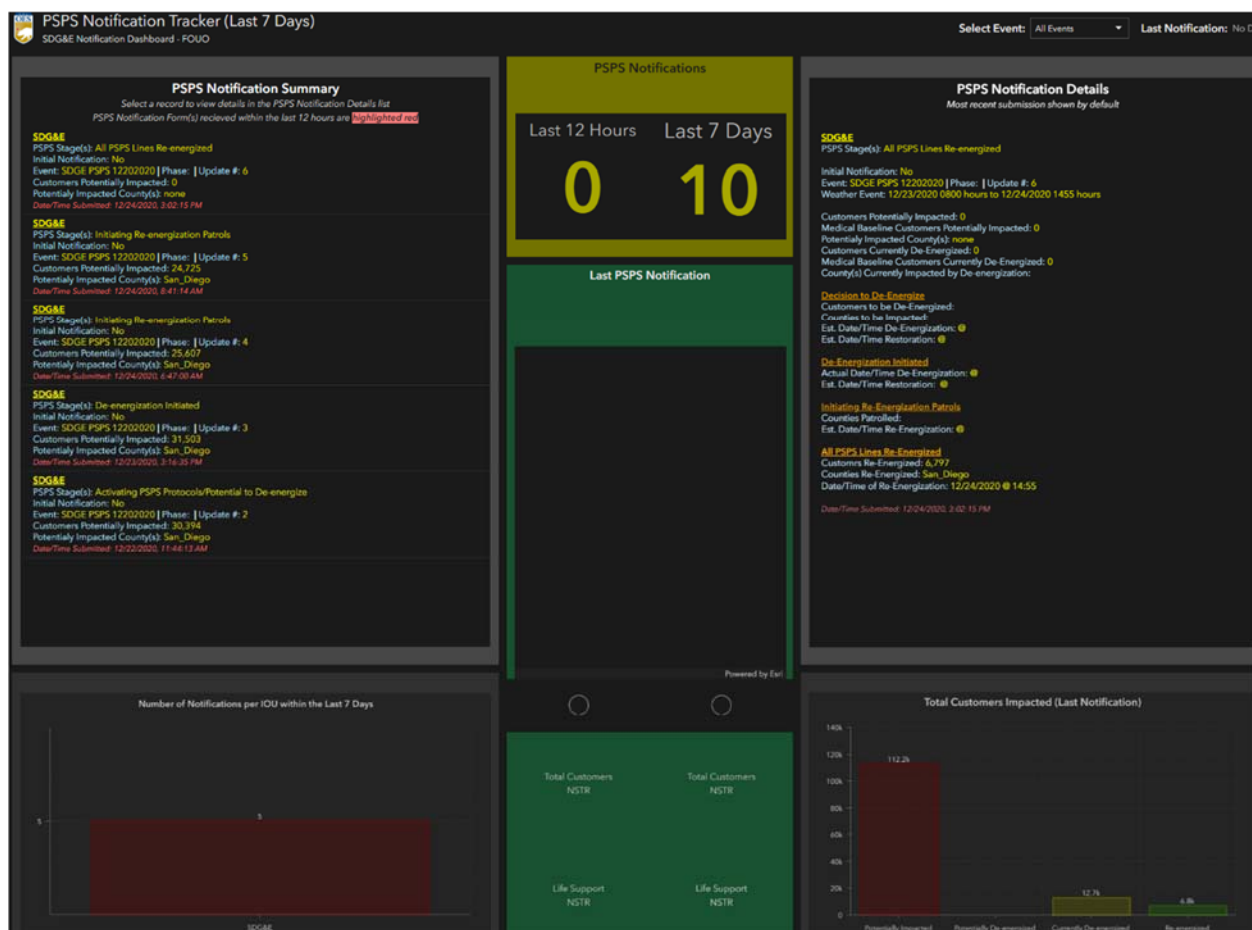 OES
PSPS Notification Tracker (Last 7 Days)
SDG&E Notification Dashboard - FOUO
Select Event: All Events
Last Notification: No D
PSPS Notification Summary
Select a record to view details in the PSPS Notification Details list
PSPS Notification Form(s) recieved within the last 12 hours are highlighted red
SDG&E
PSPS Stage(s): All PSPS Lines Re-energized
Initial Notification: No
Event: SDGE PSPS 12202020 | Phase: | Update #: 6
Customers Potentially Impacted: 0
Potentialy Impacted County(s): none
Date/Time Submitted: 12/24/2020, 3:02:15 PM
SDG&E
PSPS Stage(s): Initiating Re-energization Patrols
Initial Notification: No
Event: SDGE PSPS 12202020 | Phase: | Update #: 5
Customers Potentially Impacted: 24,725
Potentialy Impacted County(s): San_Diego
Date/Time Submitted: 12/24/2020, 8:41:14 AM
SDG&E
PSPS Stage(s): Initiating Re-energization Patrols
Initial Notification: No
Event: SDGE PSPS 12202020 | Phase: | Update #: 4
Customers Potentially Impacted: 25,607
Potentialy Impacted County(s): San_Diego
Date/Time Submitted: 12/24/2020, 6:47:00 AM
SDG&E
PSPS Stage(s): De-energization Initiated
Initial Notification: No
Event: SDGE PSPS 12202020 | Phase: | Update #: 3
Customers Potentially Impacted: 31,503
Potentialy Impacted County(s): San_Diego
Date/Time Submitted: 12/23/2020, 3:16:35 PM
SDG&E
PSPS Stage(s): Activating PSPS Protocols/Potential to De-energize
Initial Notification: No
Event: SDGE PSPS 12202020 | Phase: | Update #: 2
Customers Potentially Impacted: 30,394
Potentialy Impacted County(s): San_Diego
Date/Time Submitted: 12/22/2020, 11:44:13 AM
PSPS Notifications
Last 12 Hours
0
Last 7 Days
10
Last PSPS Notification
Powered by Esri
PSPS Notification Details
Most recent submission shown by default
SDG&E
PSPS Stage(s): All PSPS Lines Re-energized
Initial Notification: No
Event: SDGE PSPS 12202020 | Phase: | Update #: 6
Weather Event: 12/23/2020 0800 hours to 12/24/2020 1455 hours
Customers Potentially Impacted: 0
Medical Baseline Customers Potentially Impacted: 0
Potentialy Impacted County(s): none
Customers Currently De-Energized: 0
Medical Baseline Customers Currently De-Energized: 0
County(s) Currently Impacted by De-energization:
Decision to De-Energize
Customers to be De-Energized:
Counties to be Impacted:
Est. Date/Time De-Energization: @
Est. Date/Time Restoration: @
De-Energization Initiated
Actual Date/Time De-Energization: @
Est. Date/Time Restoration: @
Initiating Re-Energization Patrols
Counties Patrolled:
Est. Date/Time Re-Energization: @
All PSPS Lines Re-Energized
Customrs Re-Energized: 6,797
Counties Re-Energized: San_Diego
Date/Time of Re-Energization: 12/24/2020 @ 14:55
Date/Time Submitted: 12/24/2020, 3:02:15 PM
Number of Notifications per IOU within the Last 7 Days
5
5
SDG&E
Total Customers
NSTR
Total Customers
NSTR
Life Support
NSTR
Life Support
NSTR
Total Customers Impacted (Last Notification)
140k
120k
100k
80k
60k
40k
20k
0
112.2k
12.7k
6.8k
Potentially Impacted
Potentially De-energized
Currently De-energized
Re-energized